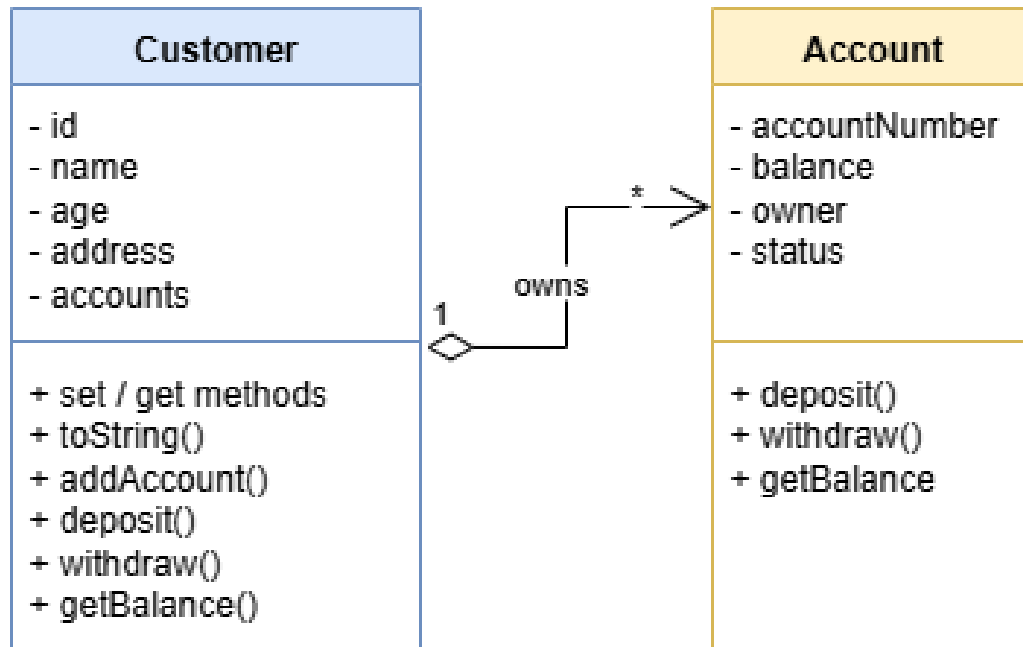 Customer
- id
- name
- age
- address
- accounts
+ set / get methods
+ toString()
+ addAccount()
+ deposit()
+ withdraw()
+ getBalance()
1
owns
*
Account
- accountNumber
- balance
- owner
- status
+ deposit()
+ withdraw()
+ getBalance